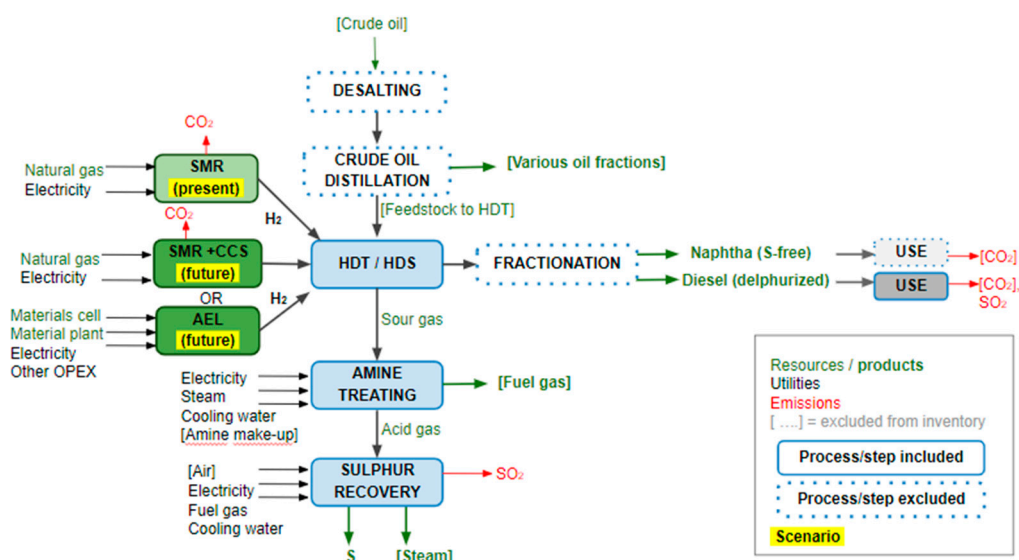 [Crude oil]
DESALTING
CO₂
SMR
(present)
Natural gas
Electricity
CRUDE OIL
DISTILLATION
[Various oil fractions]
[Feedstock to HDT]
H₂
CO₂
SMR +CCS
(future)
Natural gas
Electricity
OR
H₂
AEL
(future)
Materials cell
Material plant
Electricity
Other OPEX
HDT / HDS
FRACTIONATION
Naphtha (S-free)
Diesel (delphurized)
USE
[CO₂]
USE
[CO₂],
SO₂
Sour gas
AMINE
TREATING
Electricity
Steam
Cooling water
[Amine make-up]
[Fuel gas]
Acid gas
SULPHUR
RECOVERY
[Air]
Electricity
Fuel gas
Cooling water
SO₂
S
[Steam]
Resources / products
Utilities
Emissions
[ ....] = excluded from inventory
Process/step included
Process/step excluded
Scenario